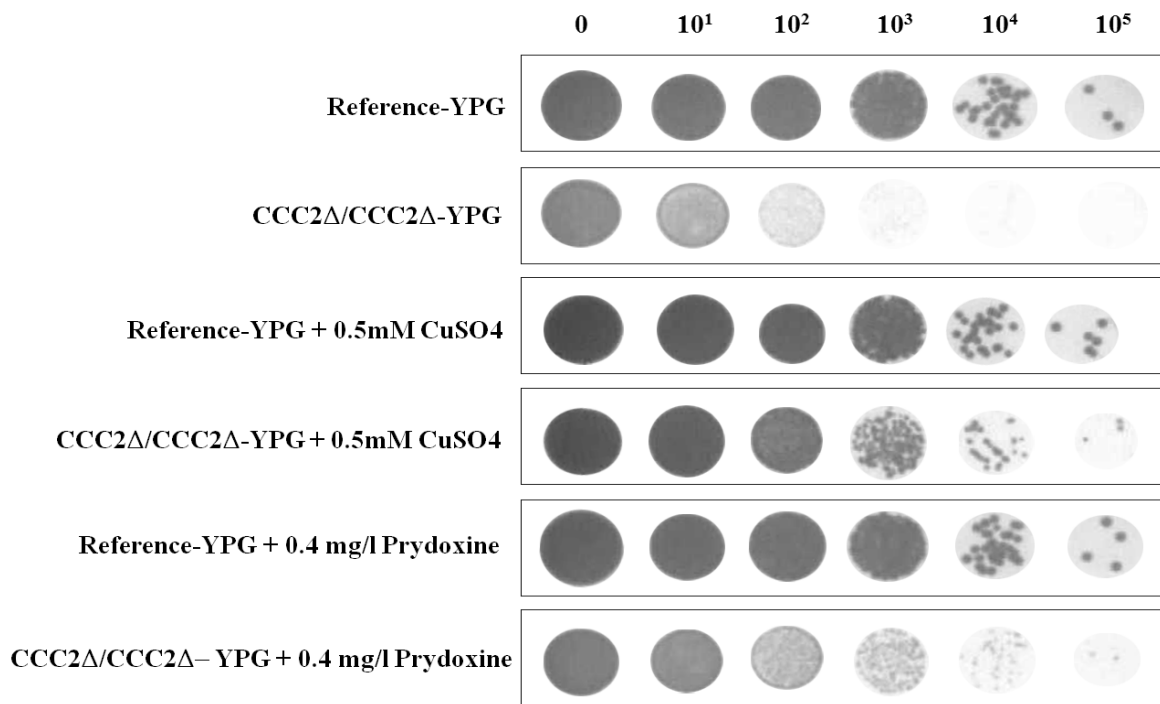 0 10¹ 10² 10³ 10⁴ 10⁵
Reference-YPG
CCC2Δ/CCC2Δ-YPG
Reference-YPG + 0.5mM CuSO4
CCC2Δ/CCC2Δ-YPG + 0.5mM CuSO4
Reference-YPG + 0.4 mg/l Prydoxine
CCC2Δ/CCC2Δ– YPG + 0.4 mg/l Prydoxine